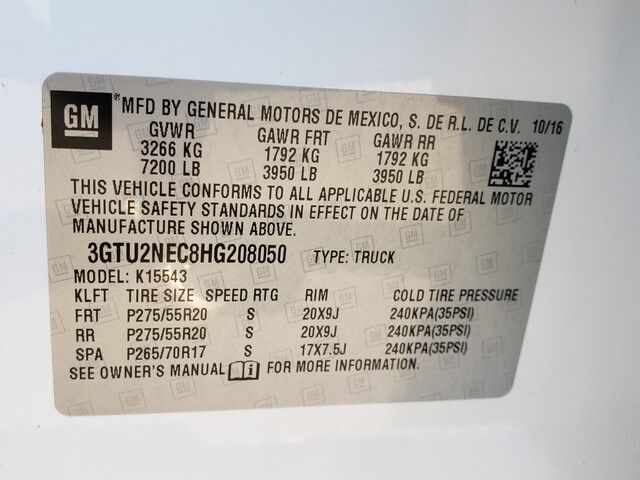 GM ® MFD BY GENERAL MOTORS DE MEXICO, S. DE R.L. DE C.V. 10/16
GVWR GAWR FRT GAWR RR
3266 KG 1792 KG 1792 KG
7200 LB 3950 LB 3950 LB
THIS VEHICLE CONFORMS TO ALL APPLICABLE U.S. FEDERAL MOTOR
VEHICLE SAFETY STANDARDS IN EFFECT ON THE DATE OF
MANUFACTURE SHOWN ABOVE.
3GTU2NEC8HG208050 TYPE: TRUCK
MODEL: K15543
KLFT TIRE SIZE SPEED RTG RIM COLD TIRE PRESSURE
FRT P275/55R20 S 20X9J 240KPA(35PSI)
RR P275/55R20 S 20X9J 240KPA(35PSI)
SPA P265/70R17 S 17X7.5J 240KPA(35PSI)
SEE OWNER'S MANUAL i FOR MORE INFORMATION.